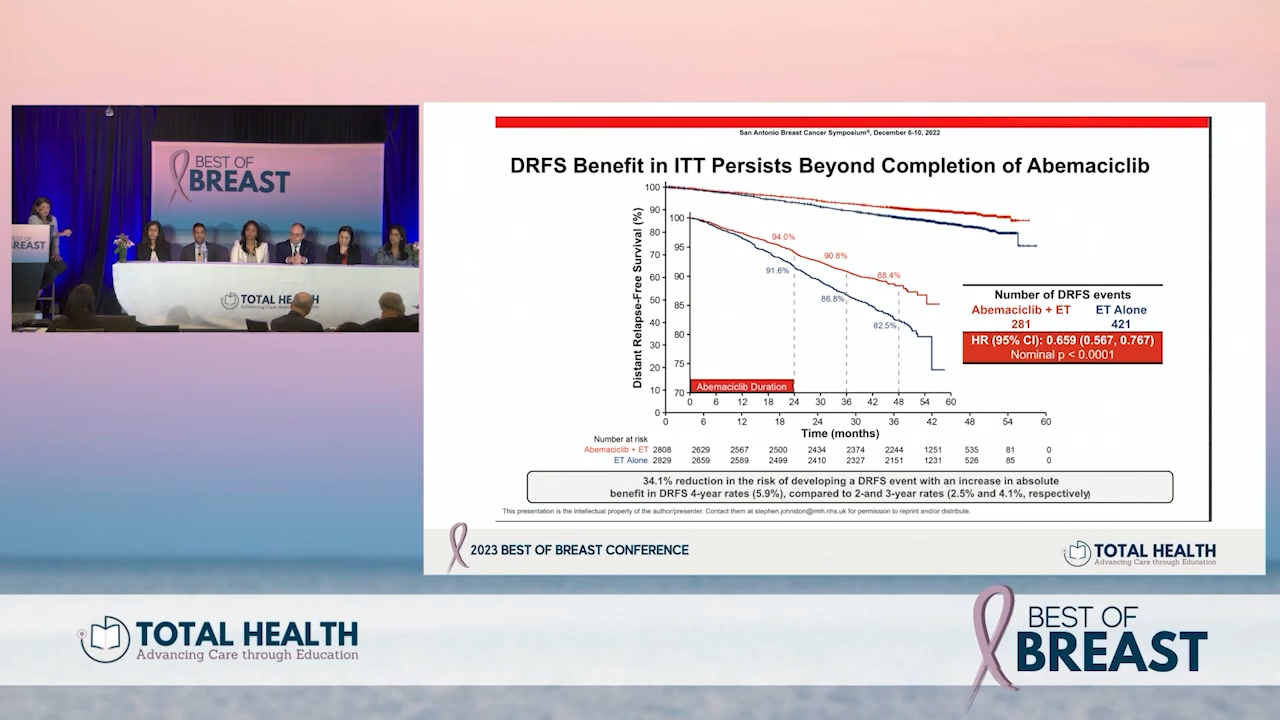 BEST OF
BREAST
BREAST
TOTAL HEALTH
San Antonio Breast Cancer Symposium®, December 6-10, 2022
DRFS Benefit in ITT Persists Beyond Completion of Abemaciclib
Distant Relapse-Free Survival (%)
100
90
80
70
60
50
40
30
20
10
0
100
95
90
85
80
75
70
94.0%
90.8%
88.4%
91.6%
86.8%
82.5%
Abemaciclib Duration
0 6 12 18 24 30 36 42 48 54 60
0 6 12 18 24 30 36 42 48 54 60
Time (months)
Number of DRFS events
Abemaciclib + ET ET Alone
281 421
HR (95% CI): 0.659 (0.567, 0.767)
Nominal p < 0.0001
Number at risk
Abemaciclib + ET 2808 2629 2567 2500 2434 2374 2244 1251 535 81 0
ET Alone 2829 2659 2589 2499 2410 2327 2151 1231 526 85 0
34.1% reduction in the risk of developing a DRFS event with an increase in absolute
benefit in DRFS 4-year rates (5.9%), compared to 2-and 3-year rates (2.5% and 4.1%, respectively)
This presentation is the intellectual property of the author/presenter. Contact them at stephen.johnston@rmh.nhs.uk for permission to reprint and/or distribute.
2023 BEST OF BREAST CONFERENCE
TOTAL HEALTH
Advancing Care through Education
TOTAL HEALTH
Advancing Care through Education
BEST OF
BREAST